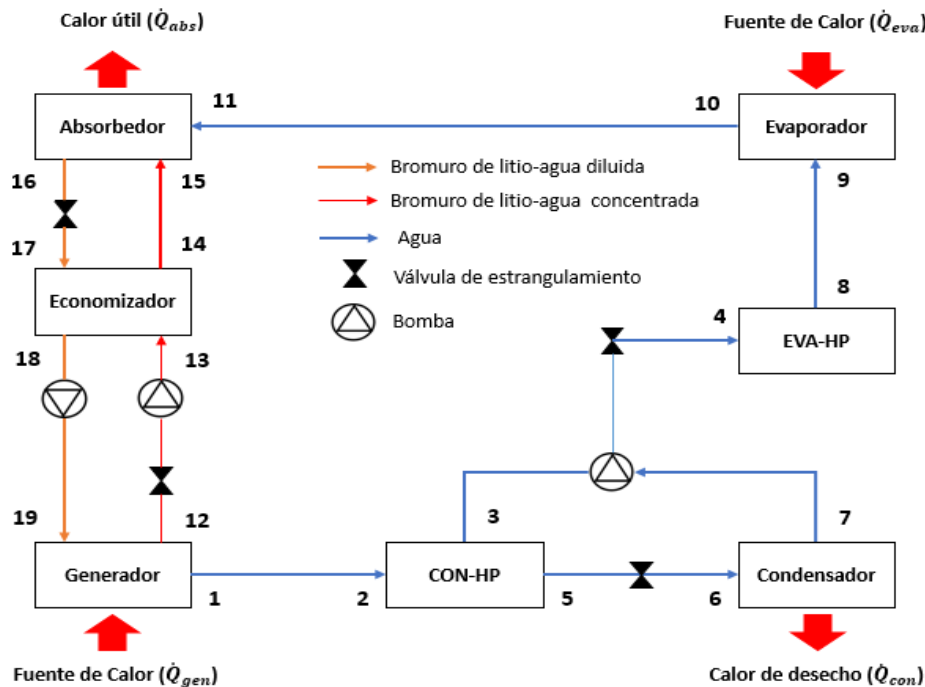 Calor útil (Q̇abs)
Fuente de Calor (Q̇eva)
11
10
Absorbedor
Evaporador
16
15
Bromuro de litio-agua diluida
9
Bromuro de litio-agua concentrada
17
14
Agua
8
Válvula de estrangulamiento
4
Economizador
Bomba
EVA-HP
18
13
19
12
3
7
Generador
CON-HP
Condensador
1
2
5
6
Fuente de Calor (Q̇gen)
Calor de desecho (Q̇con)